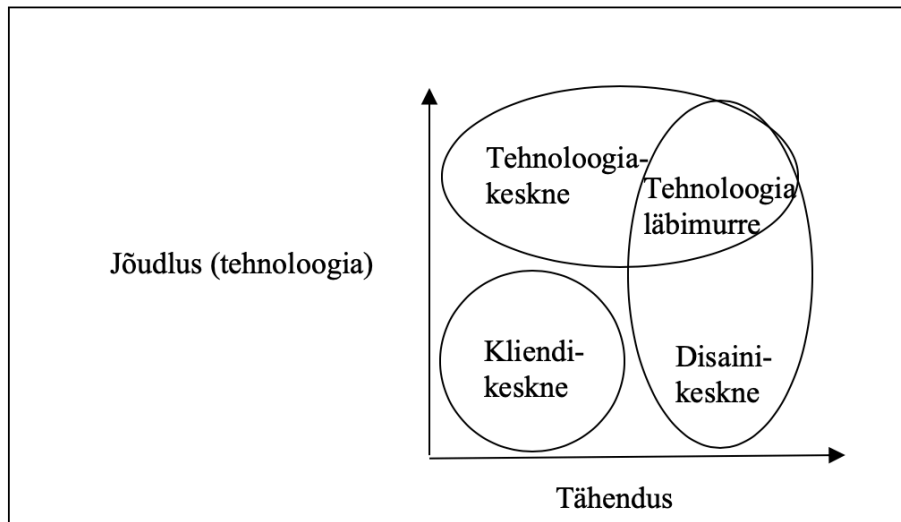 Tehnoloogia-
keskne
Tehnoloogia
läbimurre
Jõudlus (tehnoloogia)
Kliendi-
keskne
Disaini-
keskne
Tähendus